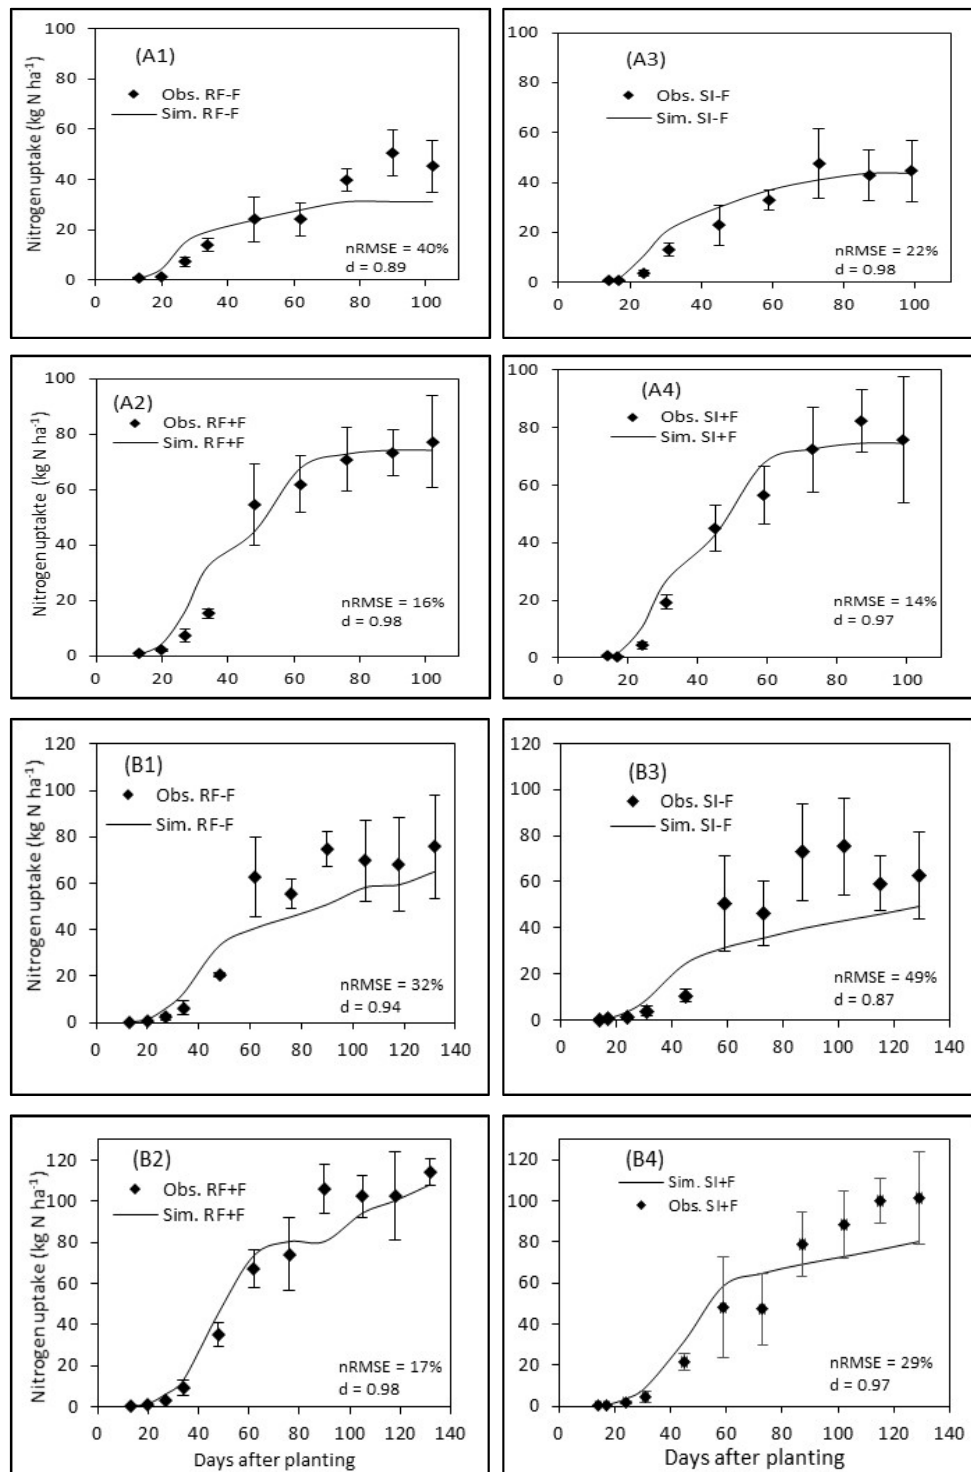 (A1)
Obs. RF-F
Sim. RF-F
nRMSE = 40%
d = 0.89
Nitrogen uptake (kg N ha⁻¹)
100
80
60
40
20
0
0 20 40 60 80 100
(A3)
Obs. SI-F
Sim. SI-F
nRMSE = 22%
d = 0.98
100
80
60
40
20
0
0 20 40 60 80 100
(A2)
Obs. RF+F
Sim. RF+F
nRMSE = 16%
d = 0.98
Nitrogen uptakte (kg N ha⁻¹)
100
80
60
40
20
0
0 20 40 60 80 100
(A4)
Obs. SI+F
Sim. SI+F
nRMSE = 14%
d = 0.97
100
80
60
40
20
0
0 20 40 60 80 100
(B1)
Obs. RF-F
Sim. RF-F
nRMSE = 32%
d = 0.94
Nitrogen uptake (kg N ha⁻¹)
120
100
80
60
40
20
0
0 20 40 60 80 100 120 140
(B3)
Obs. SI-F
Sim. SI-F
nRMSE = 49%
d = 0.87
120
100
80
60
40
20
0
0 20 40 60 80 100 120 140
(B2)
Obs. RF+F
Sim. RF+F
nRMSE = 17%
d = 0.98
Nitrogen uptake (kg N ha⁻¹)
120
100
80
60
40
20
0
0 20 40 60 80 100 120 140
Days after planting
(B4)
Sim. SI+F
Obs. SI+F
nRMSE = 29%
d = 0.97
120
100
80
60
40
20
0
0 20 40 60 80 100 120 140
Days after planting